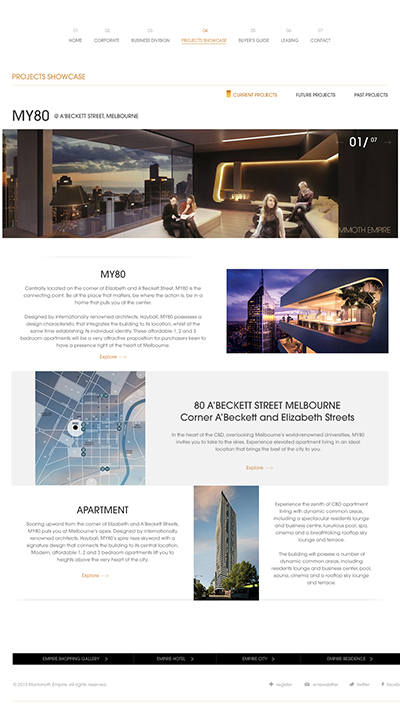 01 02 03 04 05 06 07
HOME CORPORATE BUSINESS DIVISION PROJECTS SHOWCASE BUYER'S GUIDE LEASING CONTACT
PROJECTS SHOWCASE
CURRENT PROJECTS FUTURE PROJECTS PAST PROJECTS
MY80 @ A'BECKETT STREET, MELBOURNE
01/ 07
MMOTH EMPIRE
MY80
Centrally located on the corner of Elizabeth and A'Beckett Street, MY80 is the
connecting point. Be at the place that matters, be where the action is, be in a
home that puts you at the center.
Designed by internationally renowned architects, Hayball, MY80 possesses a
design characteristic that integrates the building to its location, whilst at the
same time establishing its individual identity. These affordable 1, 2 and 3
bedroom apartments will be a very attractive proposition for purchasers keen to
have a presence right at the heart of Melbourne.
Explore
80 A'BECKETT STREET MELBOURNE
Corner A'Beckett and Elizabeth Streets
In the heart of the CBD, overlooking Melbourne's world-renowned Universities, MY80
invites you to take to the skies. Experience elevated apartment living in an ideal
location that brings the best of the city to you.
Explore
APARTMENT
Soaring upward from the corner of Elizabeth and A'Beckett Streets,
MY80 puts you at Melbourne's apex. Designed by internationally
renowned architects, Hayball, MY80's spire rises skyward with a
signature design that connects the building to its central location.
Modern, affordable 1, 2 and 3 bedroom apartments lift you to
heights above the very heart of the city.
Explore
Experience the zenith of CBD apartment
living with dynamic common areas,
including a spectacular residents lounge
and business centre, luxurious pool, spa,
cinema and a breathtaking rooftop sky
lounge and terrace.
The building will possess a number of
dynamic common areas, including
residents lounge and business center, pool,
sauna, cinema and a rooftop sky lounge
and terrace.
EMPIRE SHOPPING GALLERY EMPIRE HOTEL EMPIRE CITY EMPIRE RESIDENCE
© 2013 Mammoth Empire. All rights reserved. register e-newsletter twitter facebo